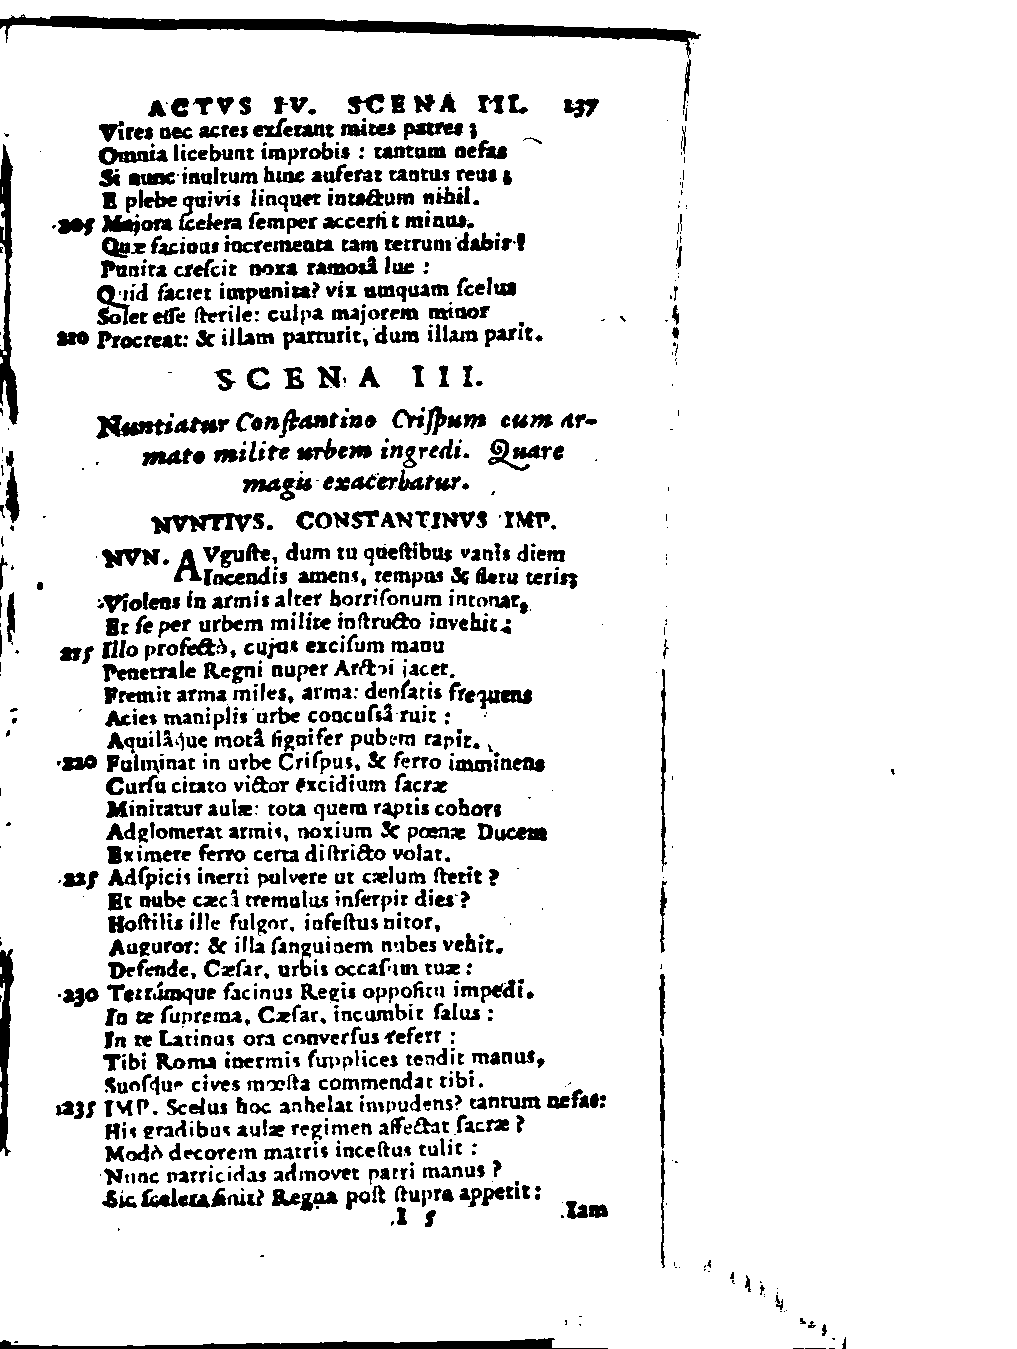 ACTVS IV. SCENA III. 137
Vires nec acres exſerant mites patres;
Omnia licebunt improbis : tantum nefas
Si nunc inultum hinc auferat tantus reus;
E plebe quivis linquet intactum nihil.
205 Majora ſcelera ſemper accerſit minus.
Quæ facinus incrementa tam tetrum dabit!
Punita creſcit noxa ramosâ lue :
Quid faciet impunita? vix umquam ſcelus
Solet eſſe ſterile: culpa majorem minor
210 Procreat: & illam parturit, dum illam parit.
SCENA III.
Nuntiatur Conſtantino Criſpum cum ar-
mato milite urbem ingredi. Quare
magis exacerbatur.
NVNTIVS. CONSTANTINVS IMP.
NVN. AVguſte, dum tu queſtibus vanis diem
Incendis amens, tempus & fletu teris;
Violens in armis alter horriſonum intonat,
Et ſe per urbem milite inſtructo invehit;
215 Illo profectò, cujus exciſum manu
Penetrale Regni nuper Arctoi jacet.
Premit arma miles, arma: denſatis frequens
Acies maniplis urbe concuſſâ ruit :
Aquilâque motâ ſignifer pubem rapit.
220 Fulminat in urbe Criſpus, & ferro imminens
Curſu citato victor excidium ſacræ
Minitatur aulæ: tota quem raptis cohors
Adglomerat armis, noxium & pœnæ Ducem
Eximere ferro certa diſtricto volat.
225 Adſpicis inerti pulvere ut cælum ſtetit?
Et nube cæcâ tremulus inſerpit dies?
Hoſtilis ille fulgor, infeſtus nitor,
Auguror: & illa ſanguinem nubes vehit.
Defende, Cæſar, urbis occaſum tuæ :
230 Tetrúmque facinus Regis oppoſitu impedi.
In te ſuprema, Cæſar, incumbit ſalus :
In te Latinus ora converſus refert :
Tibi Roma inermis ſupplices tendit manus,
Suoſque cives mœſta commendat tibi.
235 IMP. Scelus hoc anhelat impudens? tantum nefas:
His gradibus aulæ regimen affectat ſacræ?
Modò decorem matris inceſtus tulit :
Nunc parricidas admovet patri manus?
Sic ſcelera finit? Regna poſt ſtupra appetit:
I 5 Iam